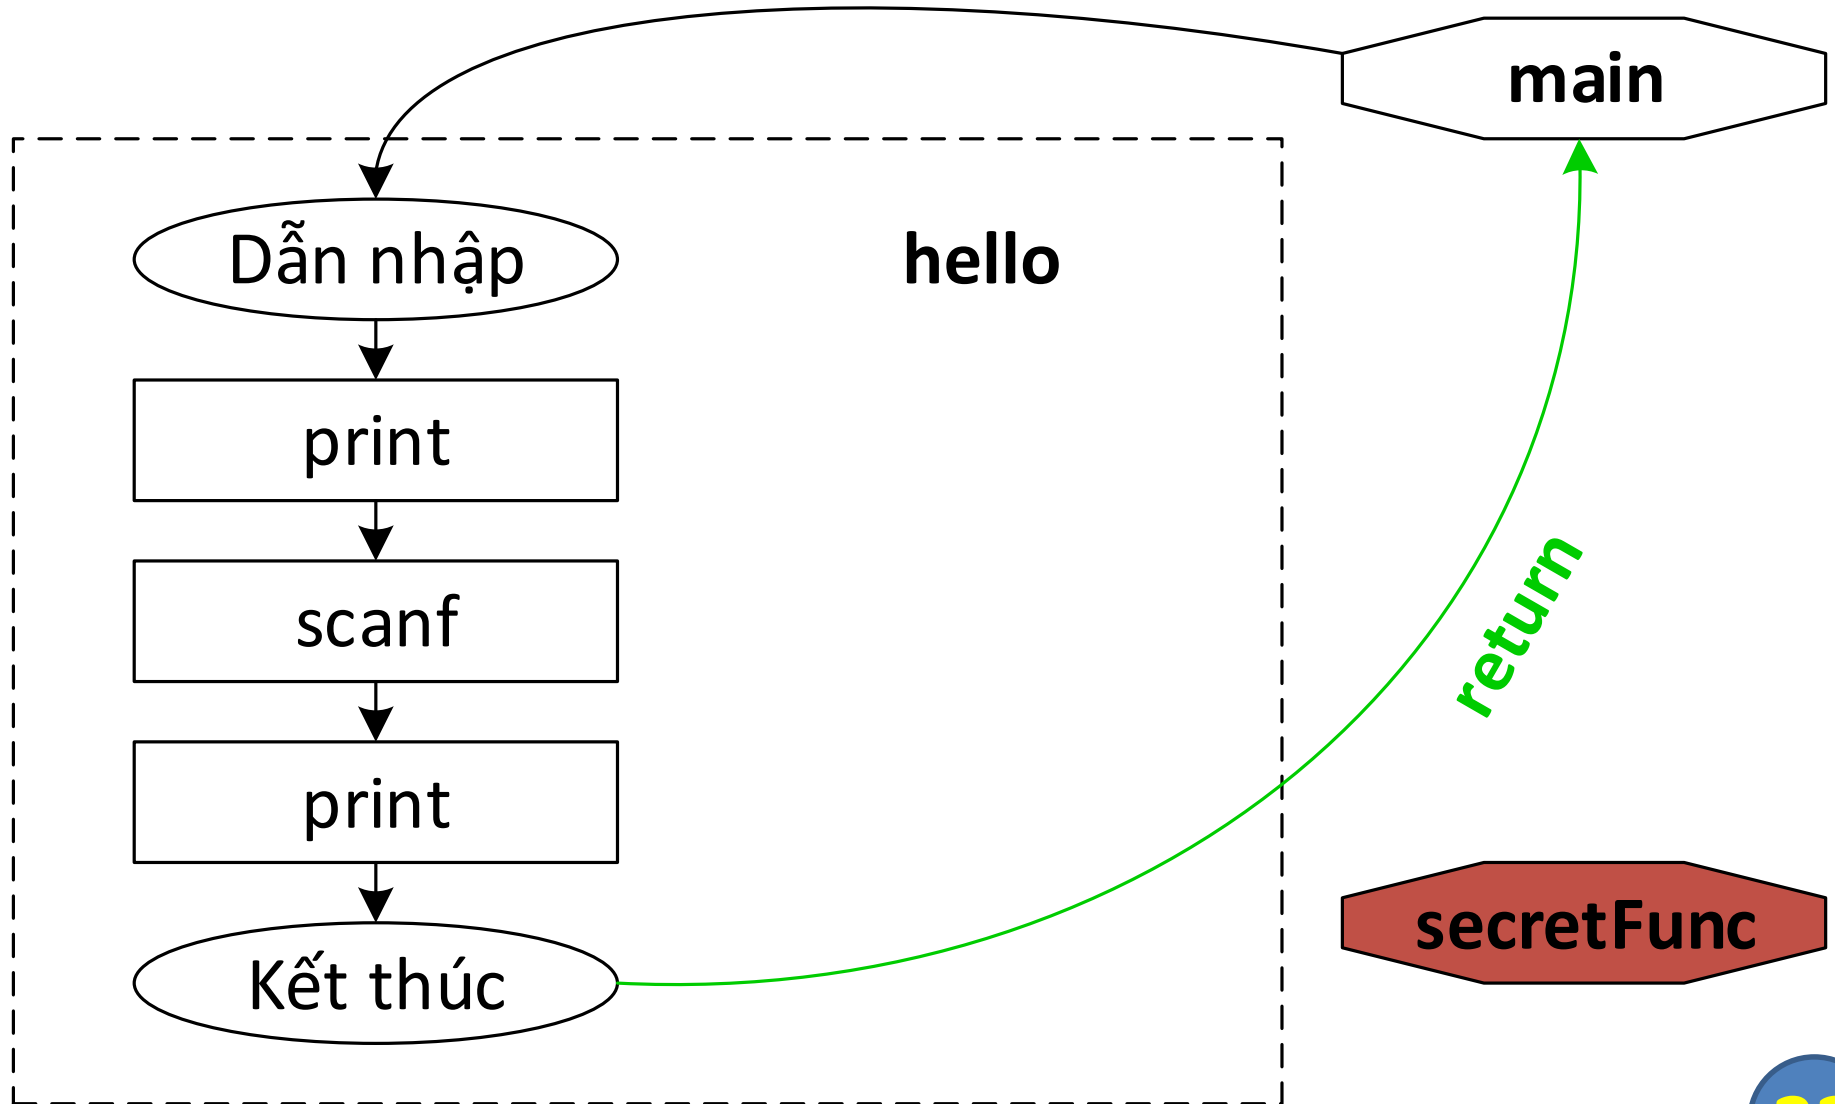 main
Dẫn nhập
hello
print
scanf
return
print
secretFunc
Kết thúc